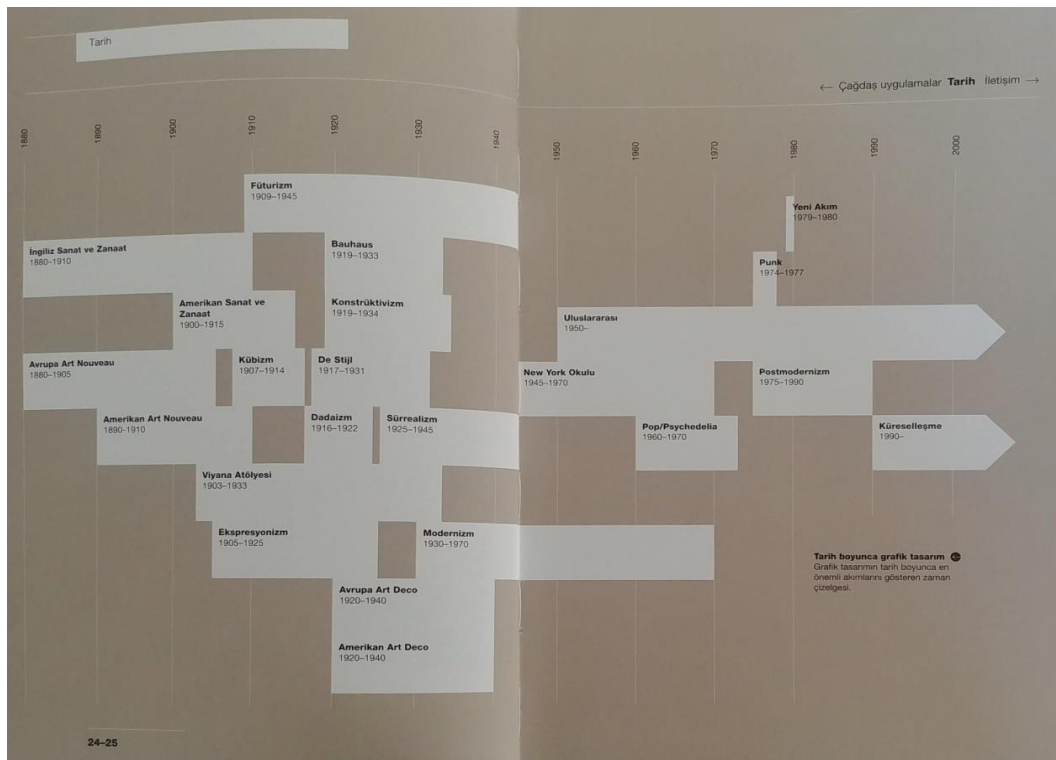 Tarih
← Çağdaş uygulamalar Tarih İletişim →
1880
1890
1900
1910
1920
1930
1940
1950
1960
1970
1980
1990
2000
Fütürizm
1909–1945
Yeni Akım
1979–1980
İngiliz Sanat ve Zanaat
1880–1910
Bauhaus
1919–1933
Punk
1974–1977
Amerikan Sanat ve
Zanaat
1900–1915
Konstrüktivizm
1919–1934
Uluslararası
1950–
Avrupa Art Nouveau
1880–1905
Kübizm
1907–1914
De Stijl
1917–1931
New York Okulu
1945–1970
Postmodernizm
1975–1990
Amerikan Art Nouveau
1890-1910
Dadaizm
1916–1922
Sürrealizm
1925–1945
Pop/Psychedelia
1960–1970
Küreselleşme
1990–
Viyana Atölyesi
1903–1933
Ekspresyonizm
1905–1925
Modernizm
1930–1970
Avrupa Art Deco
1920–1940
Amerikan Art Deco
1920–1940
Tarih boyunca grafik tasarım
Grafik tasarımın tarih boyunca en
önemli akımlarını gösteren zaman
çizelgesi.
24–25